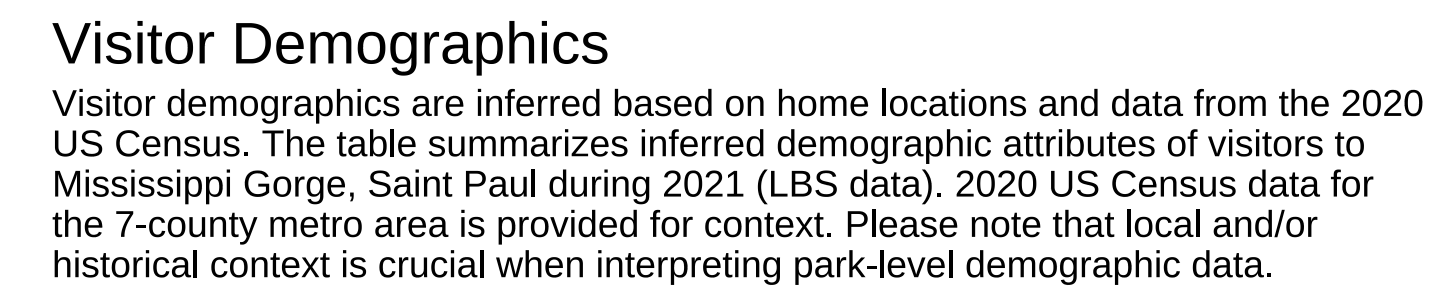 Visitor Demographics
Visitor demographics are inferred based on home locations and data from the 2020
US Census. The table summarizes inferred demographic attributes of visitors to
Mississippi Gorge, Saint Paul during 2021 (LBS data). 2020 US Census data for
the 7-county metro area is provided for context. Please note that local and/or
historical context is crucial when interpreting park-level demographic data.